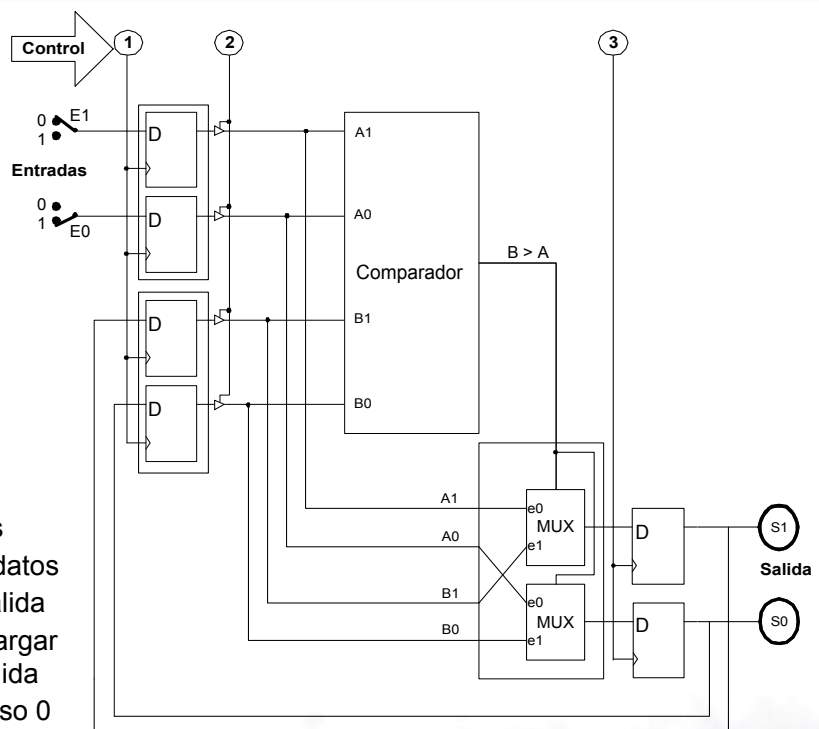 Control
1
2
3
0
E1
1
Entradas
0
1
E0
D
D
D
D
A1
A0
Comparador
B1
B0
B > A
A1
A0
B1
B0
e0
MUX
e1
e0
MUX
e1
D
D
S1
Salida
S0
s
datos
alida
argar
ida
so 0